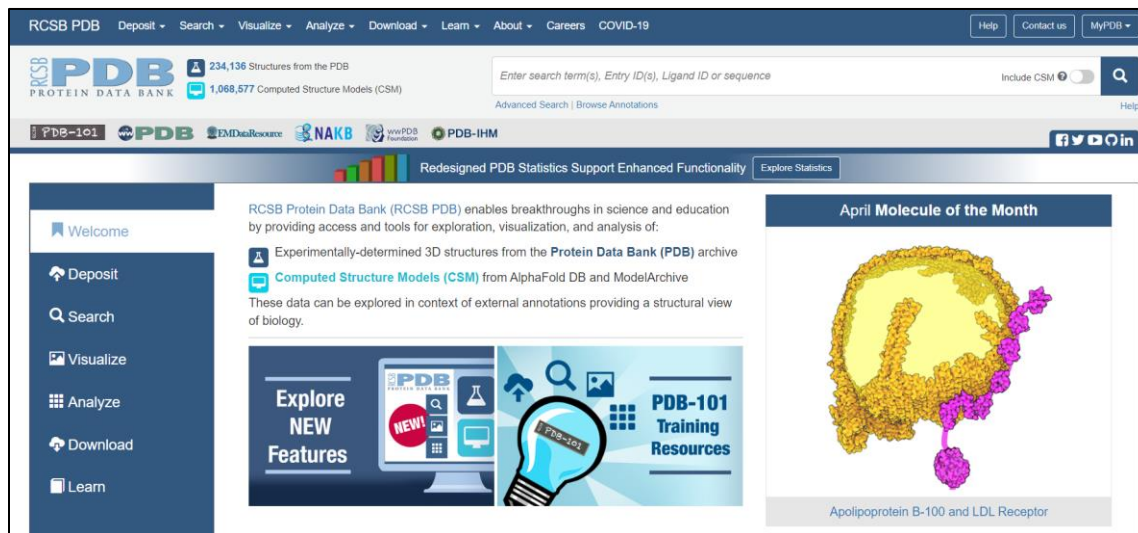 RCSB PDB Deposit Search Visualize Analyze Download Learn About Careers COVID-19 Help Contact us MyPDB
RCSB PDB
PROTEIN DATA BANK
234,136 Structures from the PDB
1,068,577 Computed Structure Models (CSM)
Enter search term(s), Entry ID(s), Ligand ID or sequence Include CSM
Advanced Search | Browse Annotations Help
PDB-101 PDB EMDataResource NAKB wwPDB Foundation PDB-IHM
Redesigned PDB Statistics Support Enhanced Functionality Explore Statistics
Welcome
Deposit
Search
Visualize
Analyze
Download
Learn
RCSB Protein Data Bank (RCSB PDB) enables breakthroughs in science and education
by providing access and tools for exploration, visualization, and analysis of:
Experimentally-determined 3D structures from the Protein Data Bank (PDB) archive
Computed Structure Models (CSM) from AlphaFold DB and ModelArchive
These data can be explored in context of external annotations providing a structural view
of biology.
Explore
NEW
Features
RCSB PDB
PROTEIN DATA BANK
NEW!
PDB-101
PDB-101
Training
Resources
April Molecule of the Month
Apolipoprotein B-100 and LDL Receptor